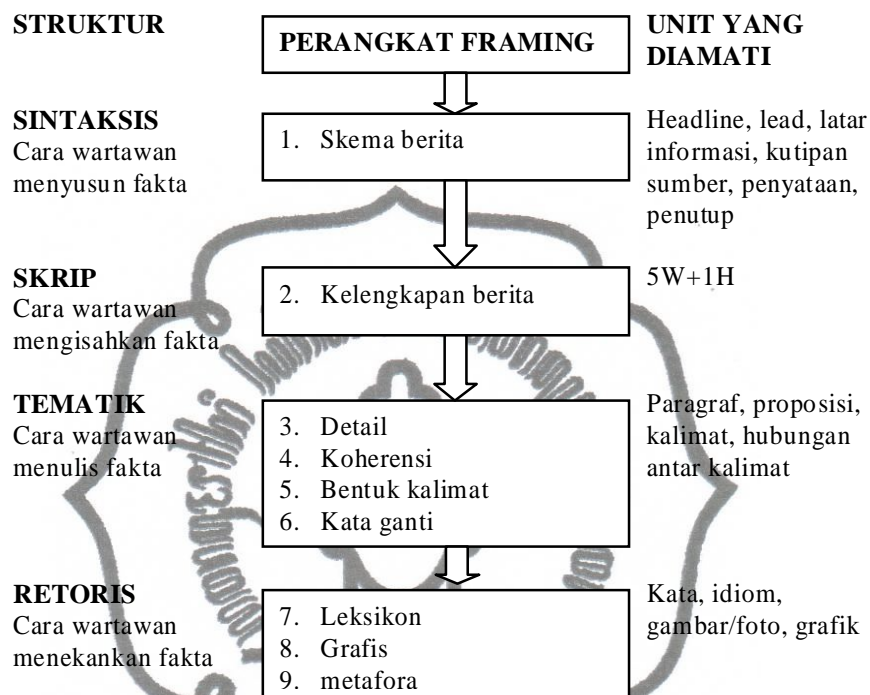 STRUKTUR
PERANGKAT FRAMING
UNIT YANG
DIAMATI
SINTAKSIS
Cara wartawan
menyusun fakta
1. Skema berita
Headline, lead, latar
informasi, kutipan
sumber, penyataan,
penutup
SKRIP
Cara wartawan
mengisahkan fakta
2. Kelengkapan berita
5W+1H
TEMATIK
Cara wartawan
menulis fakta
3. Detail
4. Koherensi
5. Bentuk kalimat
6. Kata ganti
Paragraf, proposisi,
kalimat, hubungan
antar kalimat
RETORIS
Cara wartawan
menekankan fakta
7. Leksikon
8. Grafis
9. metafora
Kata, idiom,
gambar/foto, grafik